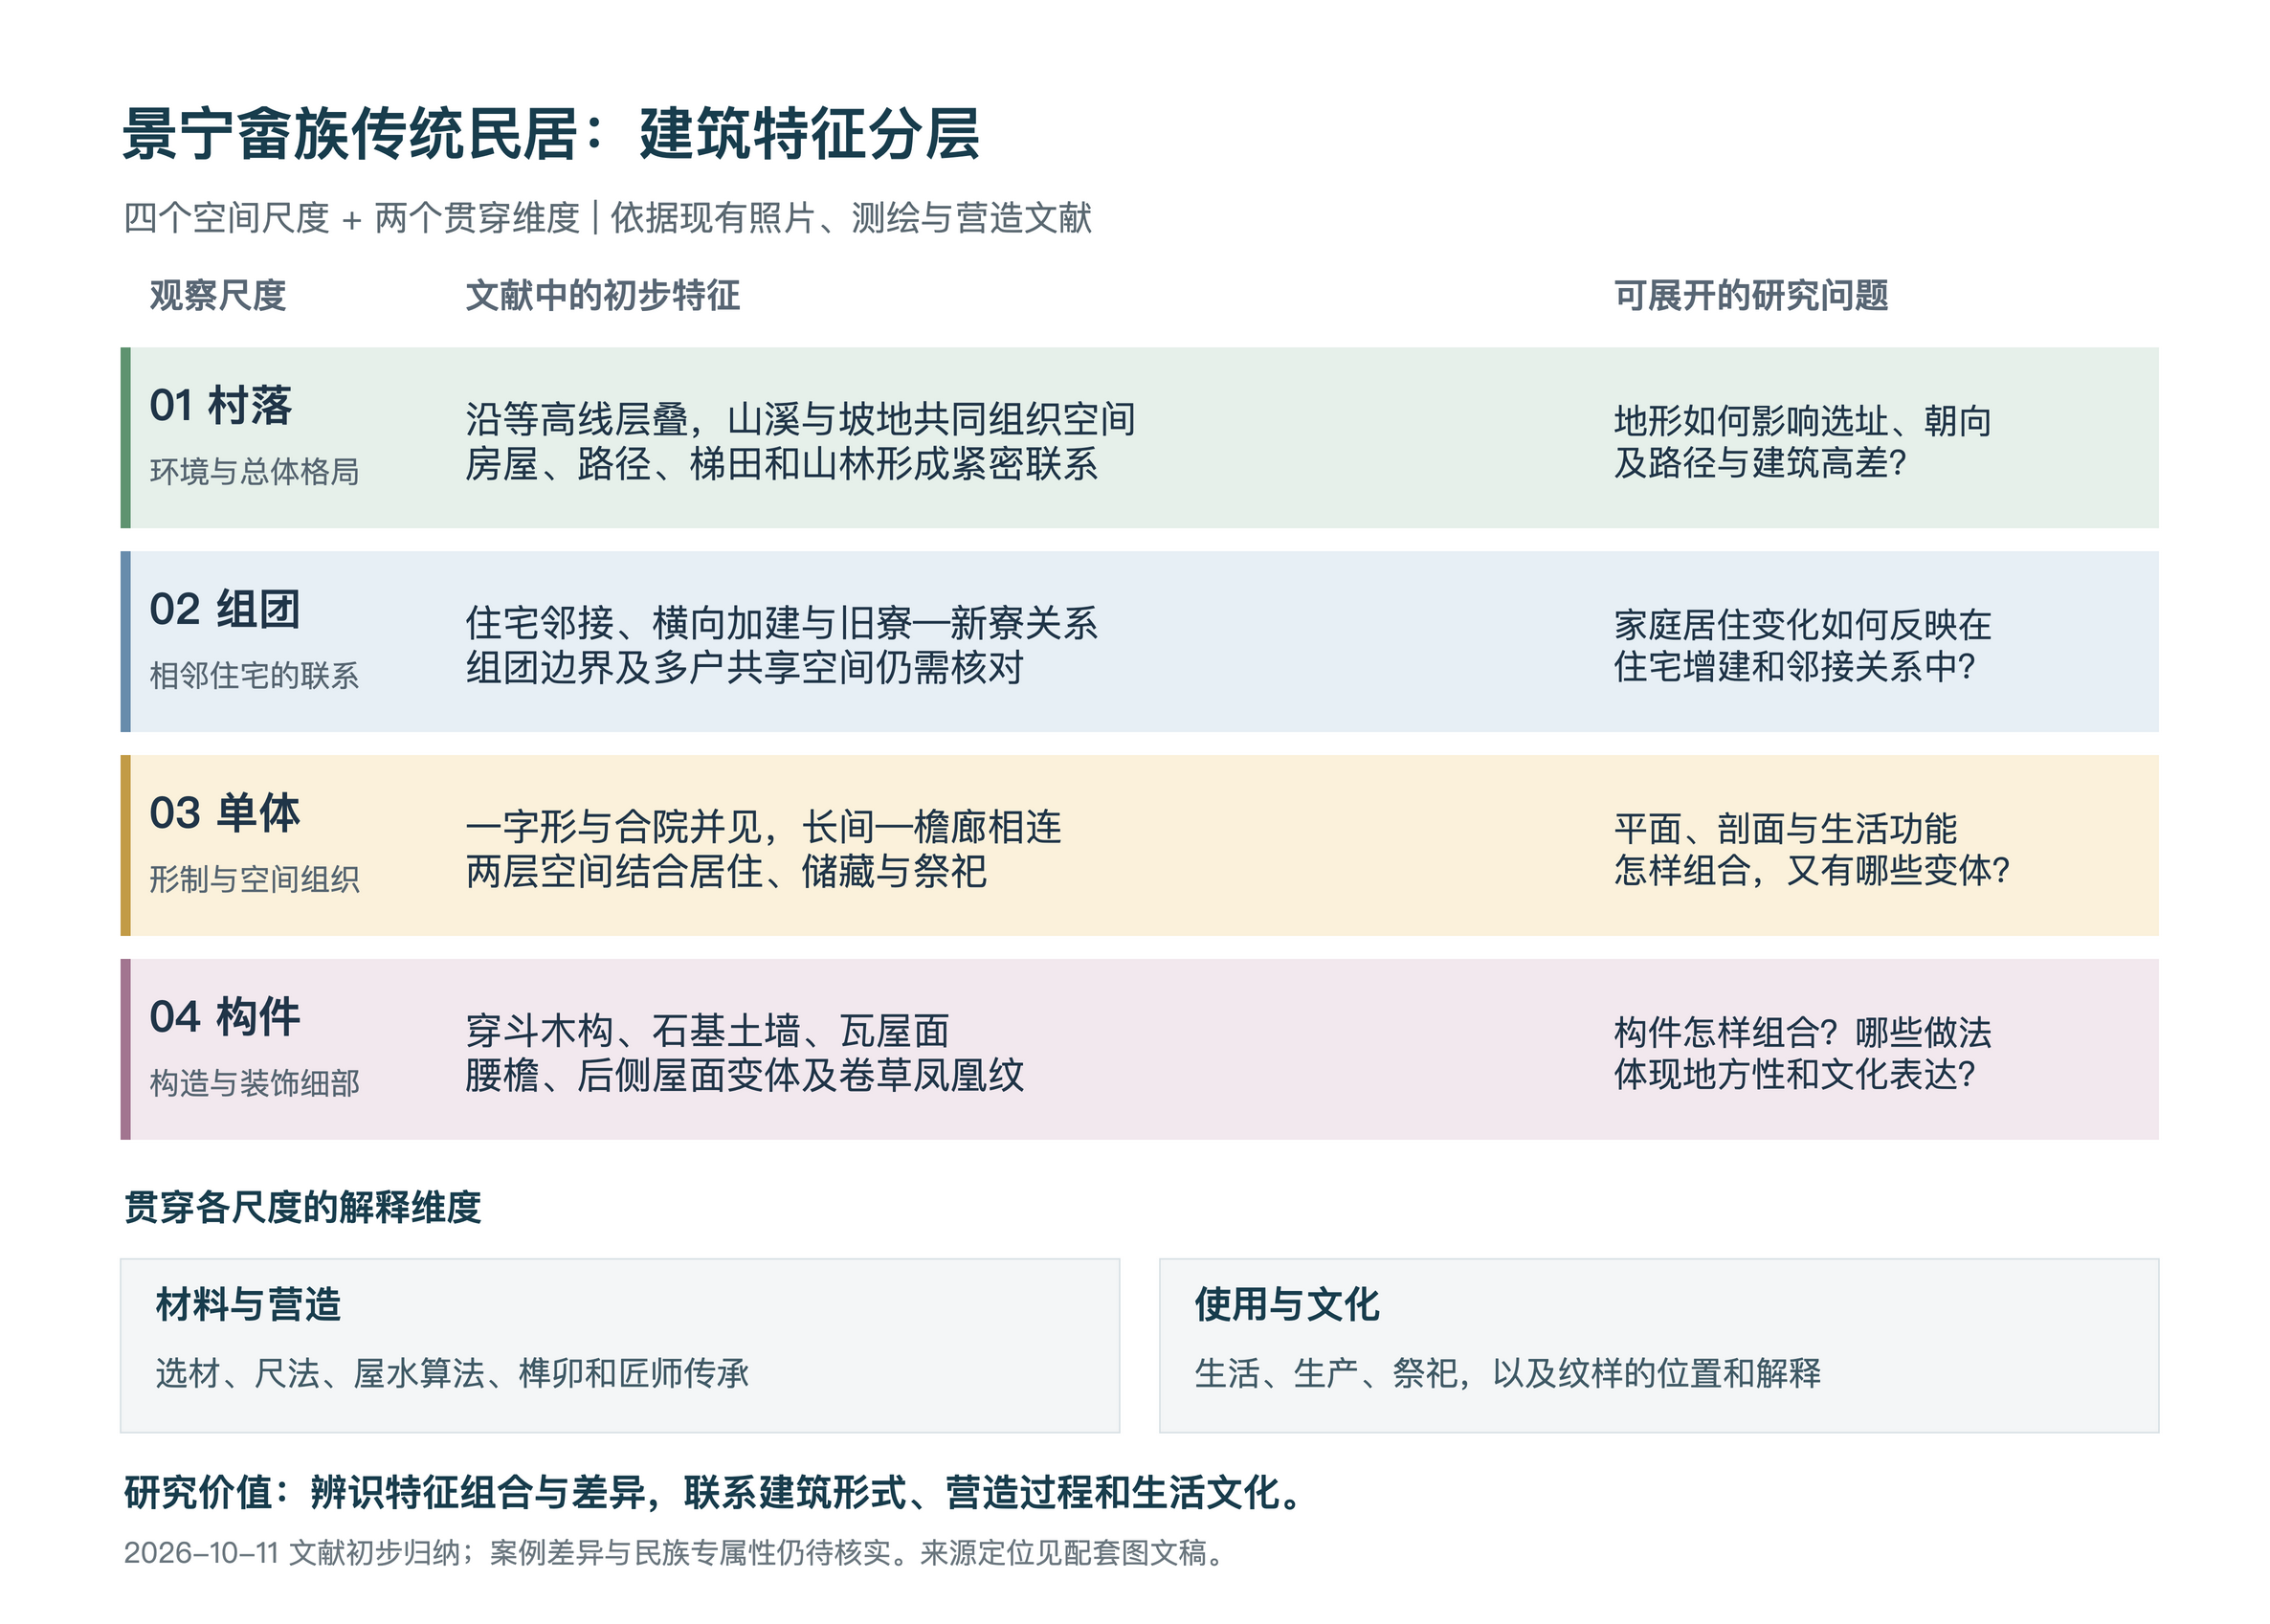 景宁畲族传统民居：建筑特征分层
四个空间尺度 + 两个贯穿维度 | 依据现有照片、测绘与营造文献
观察尺度
文献中的初步特征
可展开的研究问题
01 村落
环境与总体格局
沿等高线层叠，山溪与坡地共同组织空间
房屋、路径、梯田和山林形成紧密联系
地形如何影响选址、朝向
及路径与建筑高差？
02 组团
相邻住宅的联系
住宅邻接、横向加建与旧寮—新寮关系
组团边界及多户共享空间仍需核对
家庭居住变化如何反映在
住宅增建和邻接关系中？
03 单体
形制与空间组织
一字形与合院并见，长间—檐廊相连
两层空间结合居住、储藏与祭祀
平面、剖面与生活功能
怎样组合，又有哪些变体？
04 构件
构造与装饰细部
穿斗木构、石基土墙、瓦屋面
腰檐、后侧屋面变体及卷草凤凰纹
构件怎样组合？哪些做法
体现地方性和文化表达？
贯穿各尺度的解释维度
材料与营造
选材、尺法、屋水算法、榫卯和匠师传承
使用与文化
生活、生产、祭祀，以及纹样的位置和解释
研究价值：辨识特征组合与差异，联系建筑形式、营造过程和生活文化。
2026–10–11 文献初步归纳；案例差异与民族专属性仍待核实。来源定位见配套图文稿。